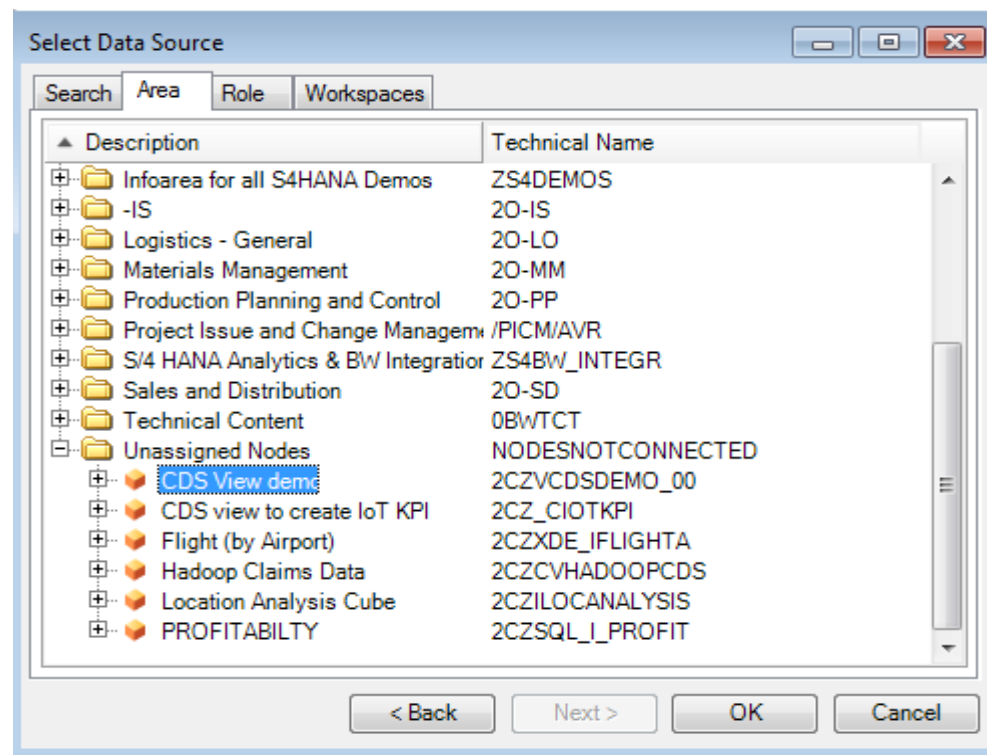 Select Data Source
Search Area Role Workspaces
Description Technical Name
Infoarea for all S4HANA Demos ZS4DEMOS
-IS 2O-IS
Logistics - General 2O-LO
Materials Management 2O-MM
Production Planning and Control 2O-PP
Project Issue and Change Managem /PICM/AVR
S/4 HANA Analytics & BW Integration ZS4BW_INTEGR
Sales and Distribution 2O-SD
Technical Content 0BWTCT
Unassigned Nodes NODESNOTCONNECTED
CDS View demo 2CZVCDSDEMO_00
CDS view to create IoT KPI 2CZ_CIOTKPI
Flight (by Airport) 2CZXDE_IFLIGHTA
Hadoop Claims Data 2CZCVHADOOPCDS
Location Analysis Cube 2CZILOCANALYSIS
PROFITABILTY 2CZSQL_I_PROFIT
< Back Next > OK Cancel